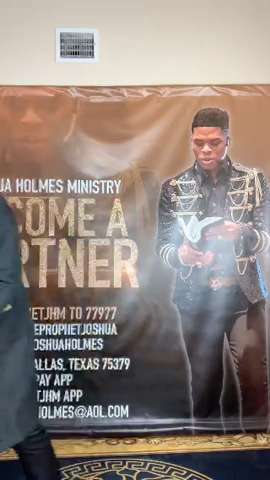 UA HOLMES MINISTRY
COME A
RTNER
ETJHM TO 77977
EPROPHETJOSHUA
OSHUAHOLMES
ALLAS, TEXAS 75379
PAY APP
TJHM APP
HOLMES@AOL.COM